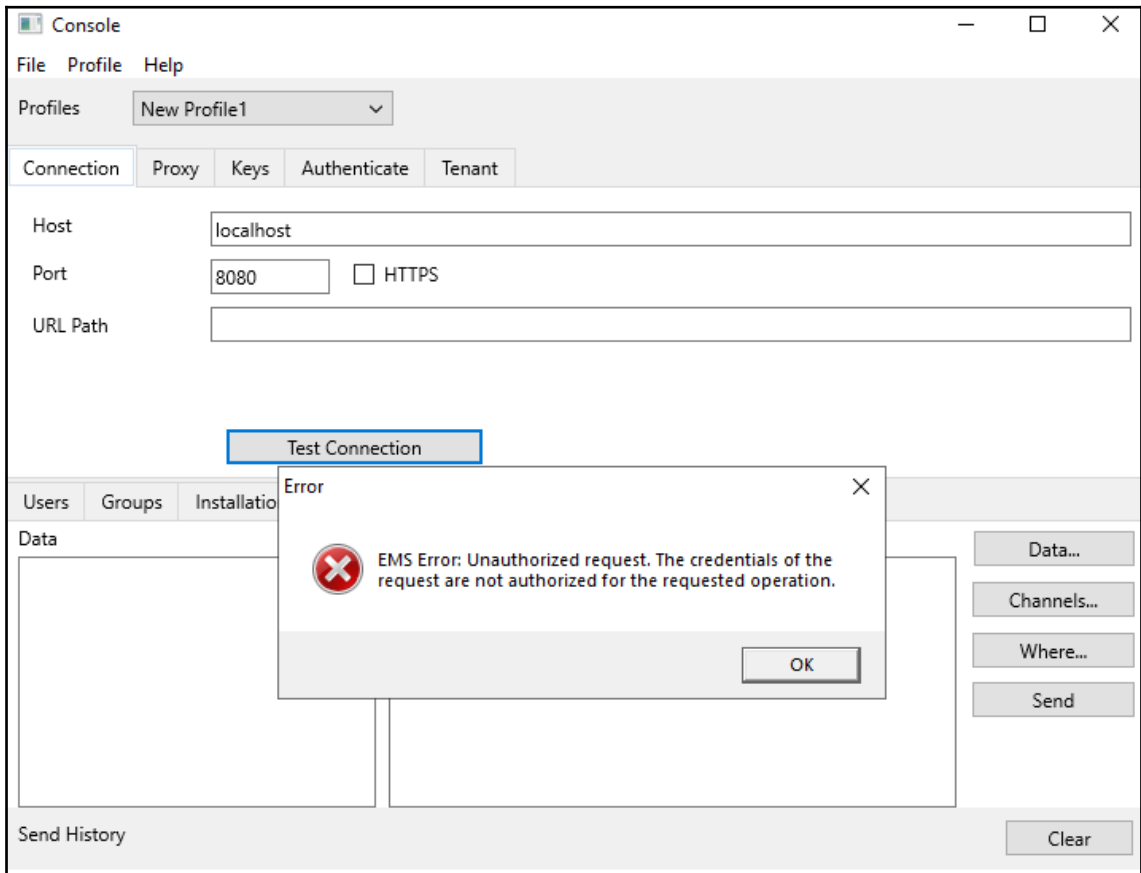 Console
File Profile Help
Profiles New Profile1
Connection Proxy Keys Authenticate Tenant
Host localhost
Port 8080 HTTPS
URL Path
Test Connection
Users Groups Installatio
Error
EMS Error: Unauthorized request. The credentials of the
request are not authorized for the requested operation.
OK
Data
Data...
Channels...
Where...
Send
Send History Clear